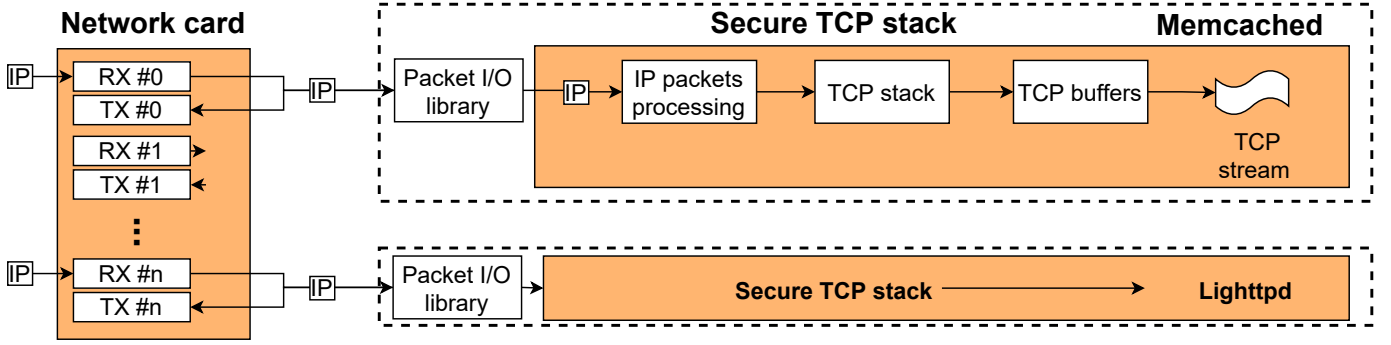 Network card
Secure TCP stack
Memcached
IP
RX #0
TX #0
RX #1
TX #1
IP
Packet I/O
library
IP
IP packets
processing
TCP stack
TCP buffers
TCP
stream
IP
RX #n
TX #n
IP
Packet I/O
library
Secure TCP stack
Lighttpd